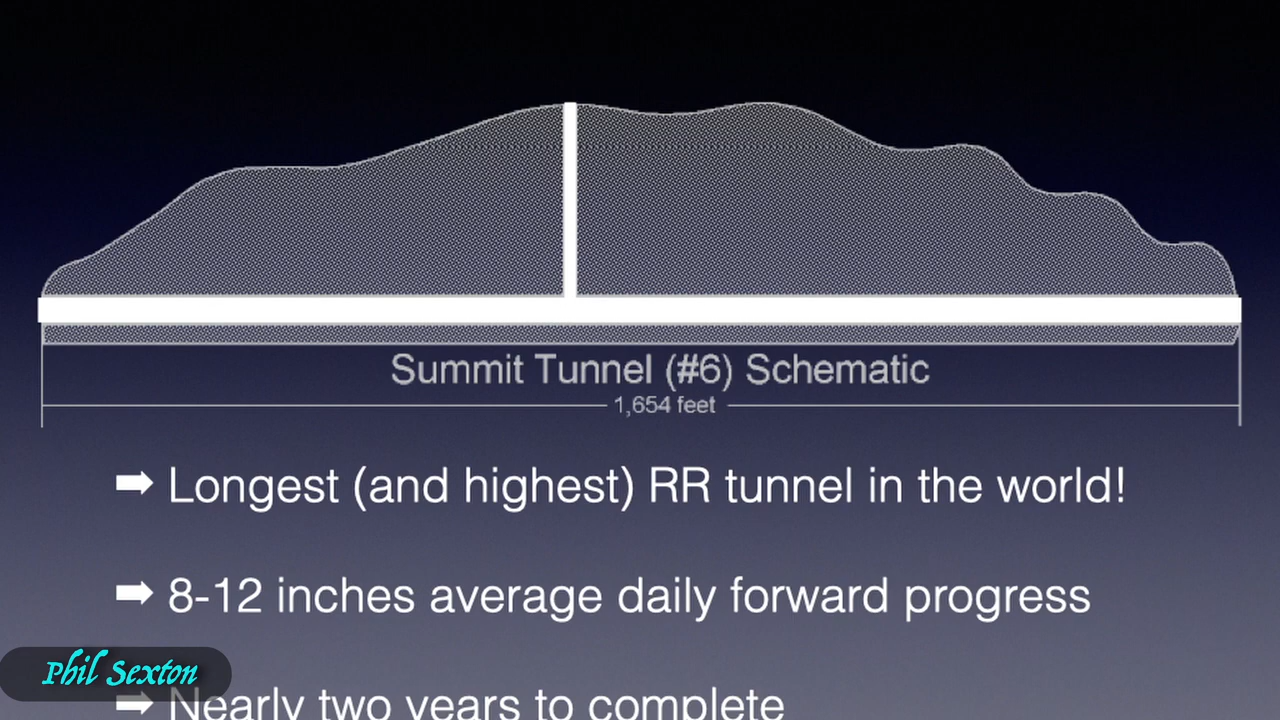 Summit Tunnel (#6) Schematic
1,654 feet
➡ Longest (and highest) RR tunnel in the world!
➡ 8-12 inches average daily forward progress
Phil Sexton
➡ Nearly two years to complete